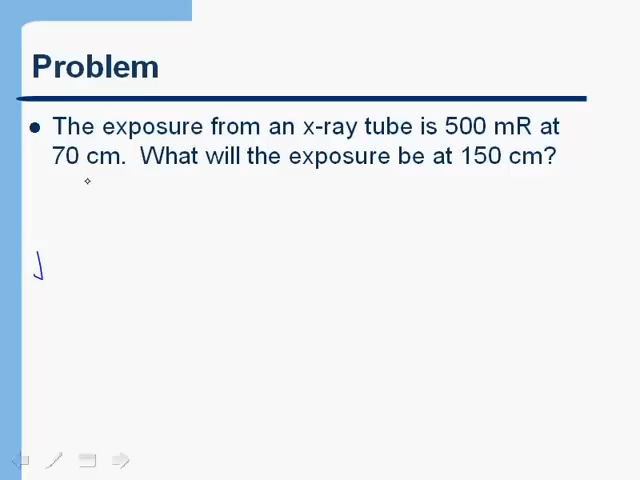 Problem
The exposure from an x-ray tube is 500 mR at
70 cm. What will the exposure be at 150 cm?